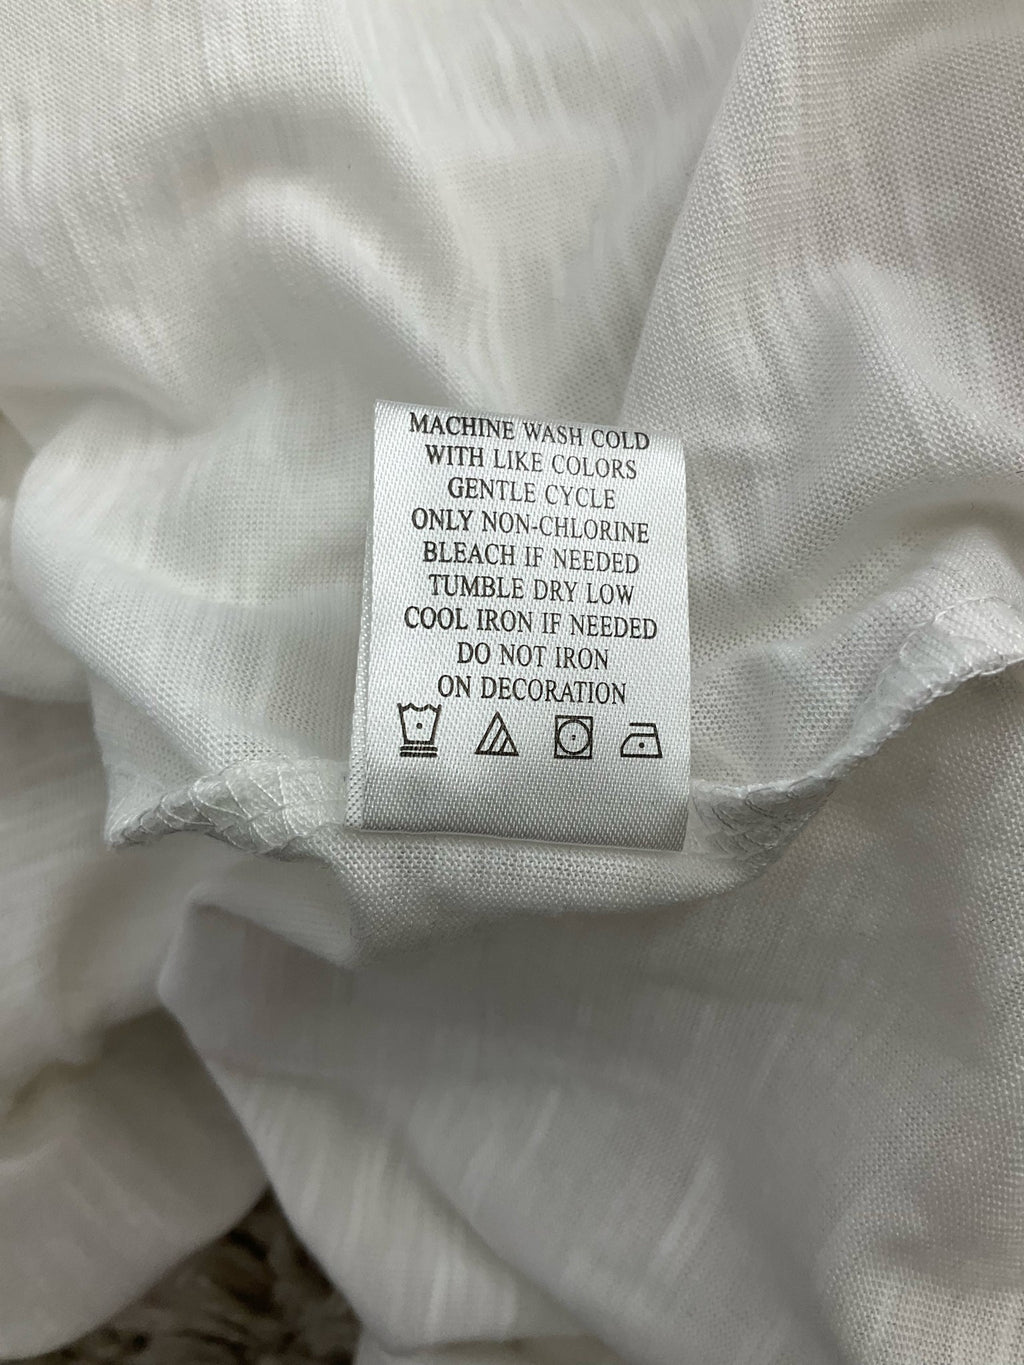 MACHINE WASH COLD
WITH LIKE COLORS
GENTLE CYCLE
ONLY NON-CHLORINE
BLEACH IF NEEDED
TUMBLE DRY LOW
COOL IRON IF NEEDED
DO NOT IRON
ON DECORATION